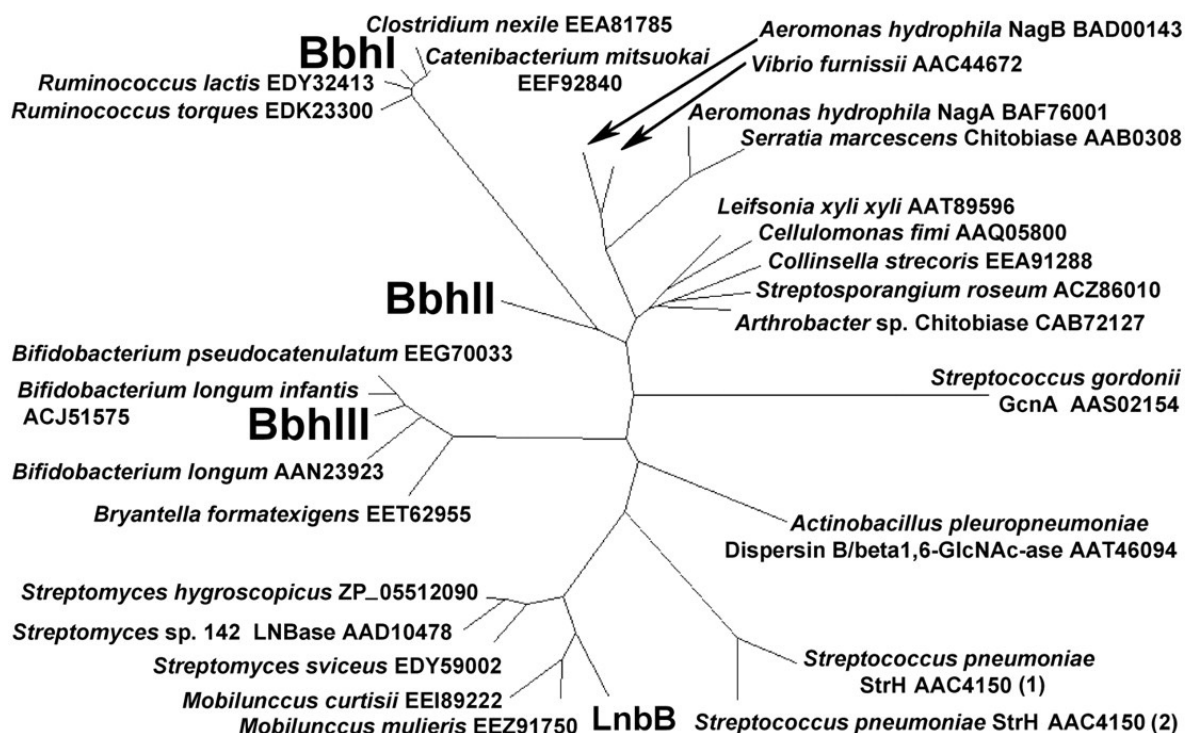 Clostridium nexile EEA81785
BbhI
Catenibacterium mitsuokai
EEF92840
Ruminococcus lactis EDY32413
Ruminococcus torques EDK23300
Aeromonas hydrophila NagB BAD00143
Vibrio furnissii AAC44672
Aeromonas hydrophila NagA BAF76001
Serratia marcescens Chitobiase AAB0308
Leifsonia xyli xyli AAT89596
Cellulomonas fimi AAQ05800
Collinsella strecoris EEA91288
Streptosporangium roseum ACZ86010
Arthrobacter sp. Chitobiase CAB72127
BbhII
Bifidobacterium pseudocatenulatum EEG70033
Bifidobacterium longum infantis
ACJ51575
BbhIII
Bifidobacterium longum AAN23923
Bryantella formatexigens EET62955
Streptococcus gordonii
GcnA AAS02154
Actinobacillus pleuropneumoniae
Dispersin B/beta1,6-GlcNAc-ase AAT46094
Streptomyces hygroscopicus ZP_05512090
Streptomyces sp. 142 LNBase AAD10478
Streptomyces sviceus EDY59002
Mobilunccus curtisii EEI89222
Mobilunccus mulieris EEZ91750
LnbB
Streptococcus pneumoniae
StrH AAC4150 (1)
Streptococcus pneumoniae StrH AAC4150 (2)